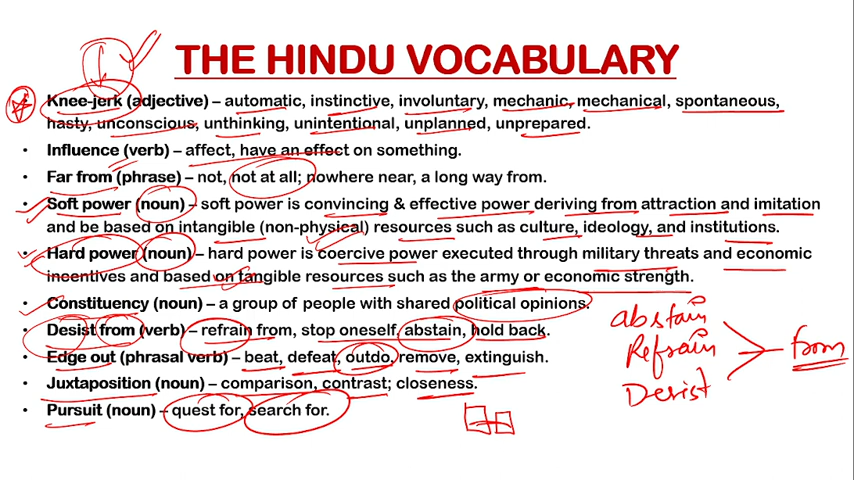 THE HINDU VOCABULARY
Knee-jerk (adjective) – automatic, instinctive, involuntary, mechanic, mechanical, spontaneous,
hasty, unconscious, unthinking, unintentional, unplanned, unprepared.
• Influence (verb) – affect, have an effect on something.
• Far from (phrase) – not, not at all; nowhere near, a long way from.
• Soft power (noun) – soft power is convincing & effective power deriving from attraction and imitation
and be based on intangible (non-physical) resources such as culture, ideology, and institutions.
• Hard power (noun) – hard power is coercive power executed through military threats and economic
incentives and based on tangible resources such as the army or economic strength.
• Constituency (noun) – a group of people with shared political opinions.
• Desist from (verb) – refrain from, stop oneself, abstain, hold back.
• Edge out (phrasal verb) – beat, defeat, outdo, remove, extinguish.
• Juxtaposition (noun) – comparison, contrast; closeness.
• Pursuit (noun) – quest for, search for.
Abstain
Refrain
Desist
from